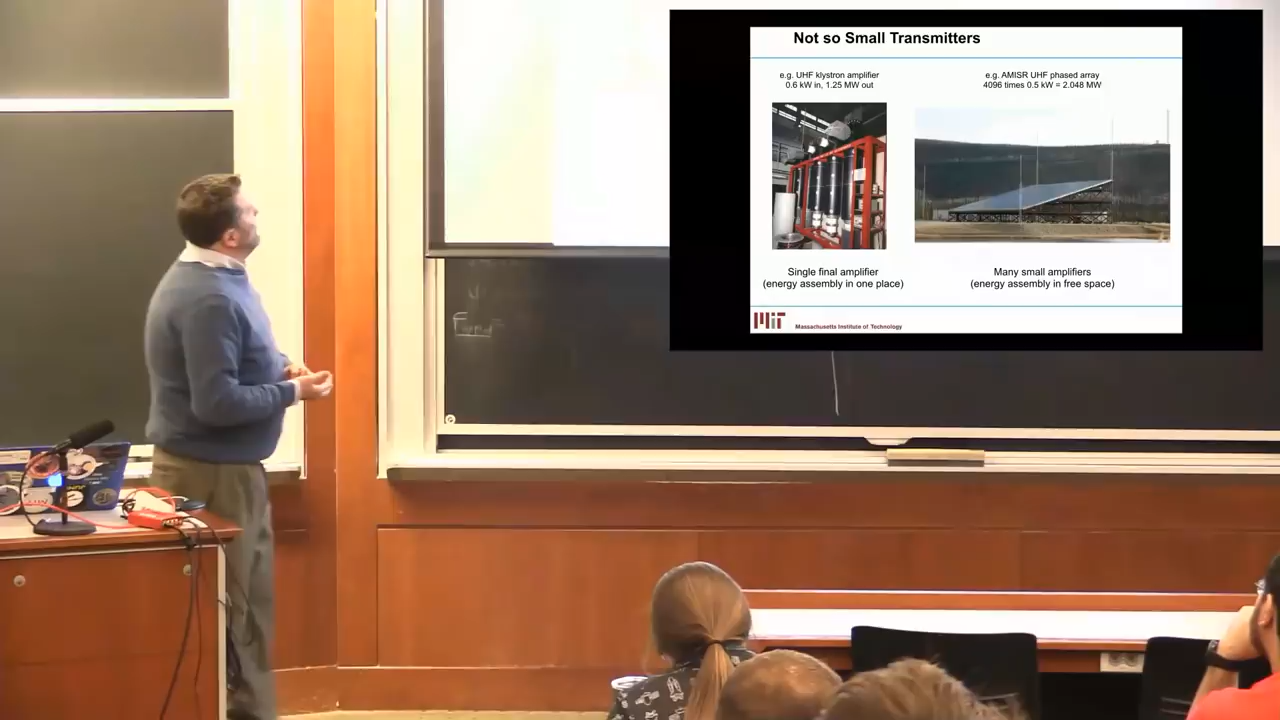 Not so Small Transmitters
e.g. UHF klystron amplifier
0.6 kW in, 1.25 MW out
e.g. AMISR UHF phased array
4096 times 0.5 kW = 2.048 MW
Single final amplifier
(energy assembly in one place)
Many small amplifiers
(energy assembly in free space)
MIT
Massachusetts Institute of Technology